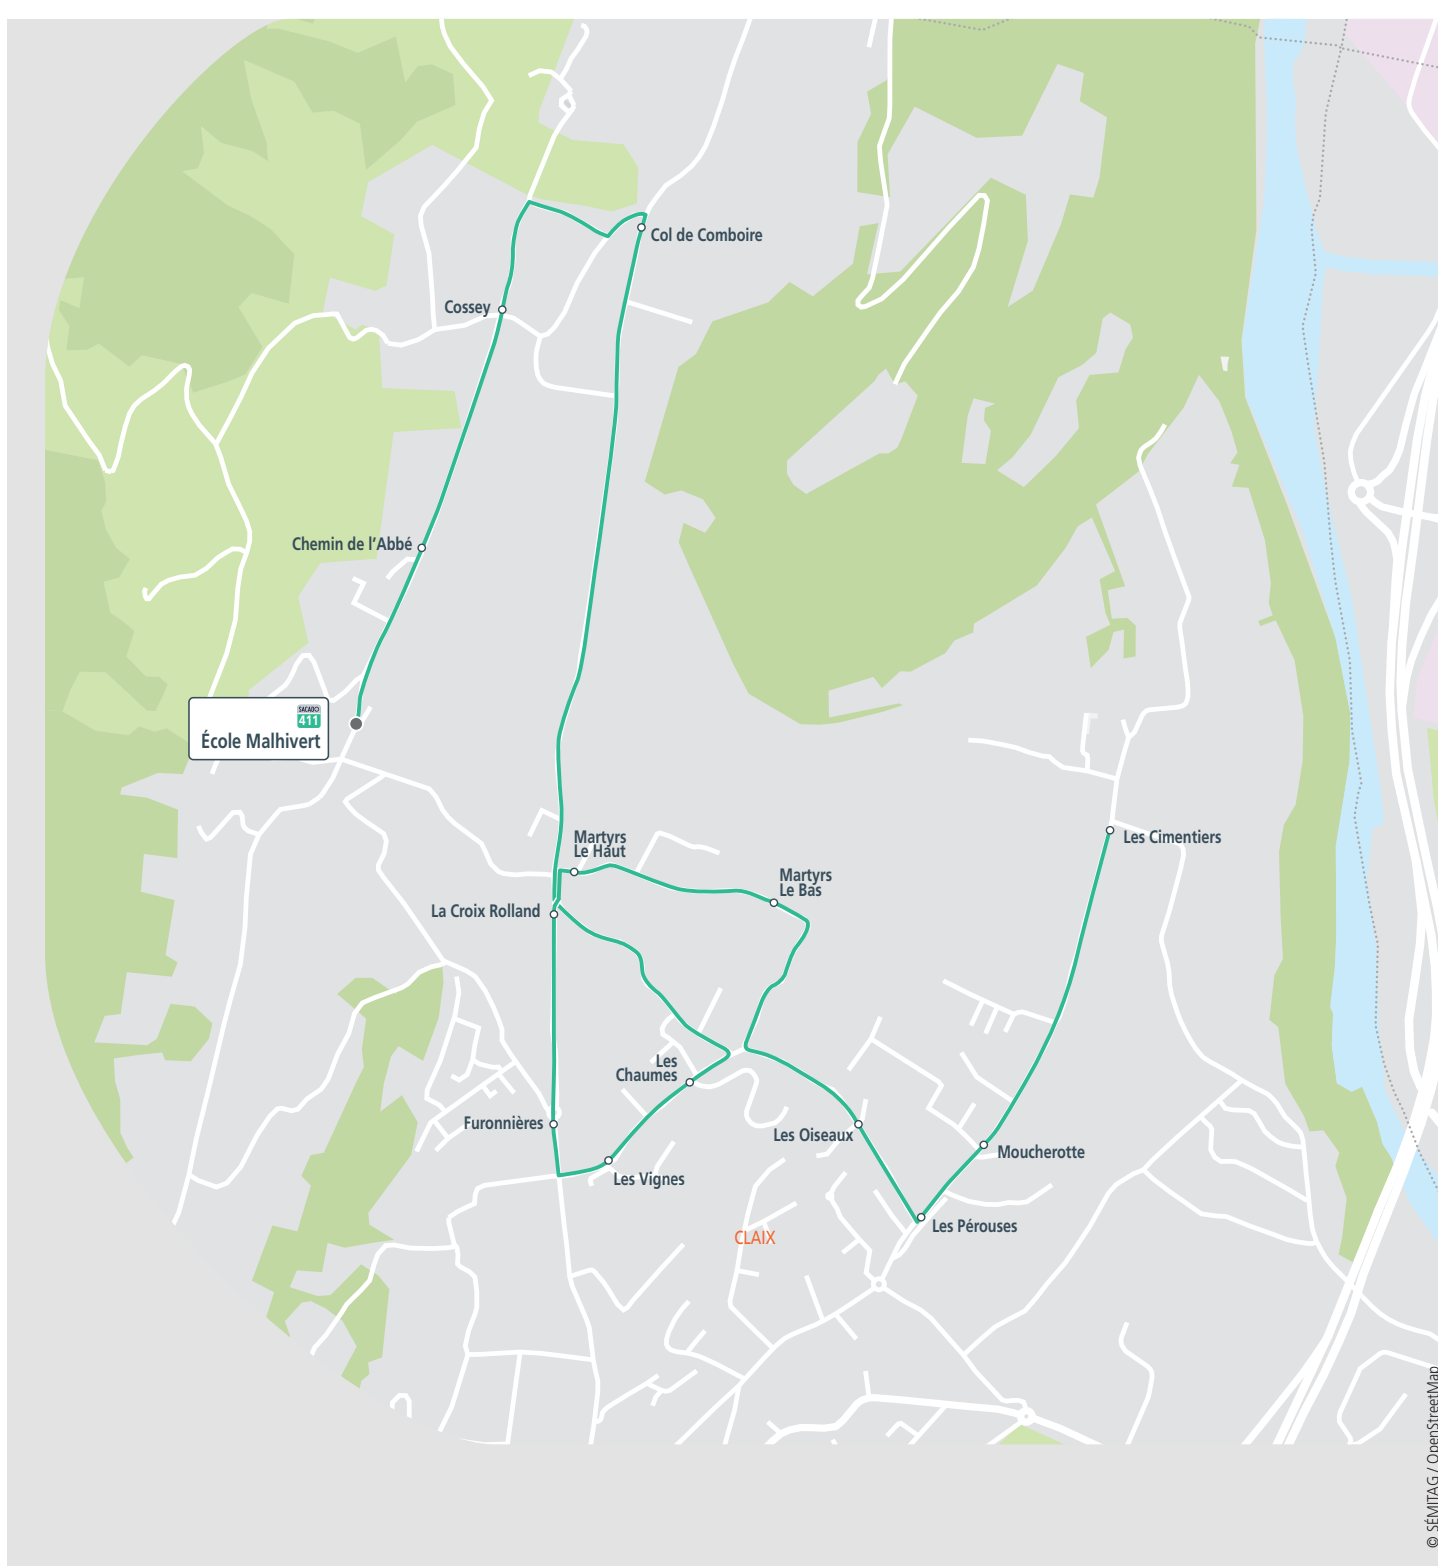 Col de Comboire
Cossey
Chemin de l’Abbé
SACADO
411
École Malhivert
Martyrs
Le Haut
Les Cimentiers
Martyrs
Le Bas
La Croix Rolland
Les
Chaumes
Furonnières
Les Oiseaux
Moucherotte
Les Vignes
Les Pérouses
CLAIX
© SÉMITAG / OpenStreetMap